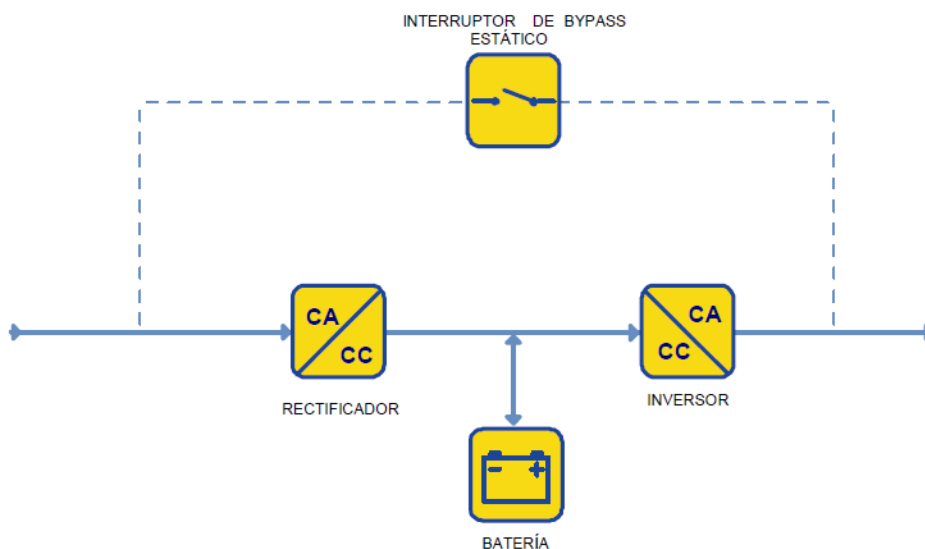 INTERRUPTOR DE BYPASS
ESTÁTICO
CA
CC
RECTIFICADOR
CA
CC
INVERSOR
- +
BATERÍA